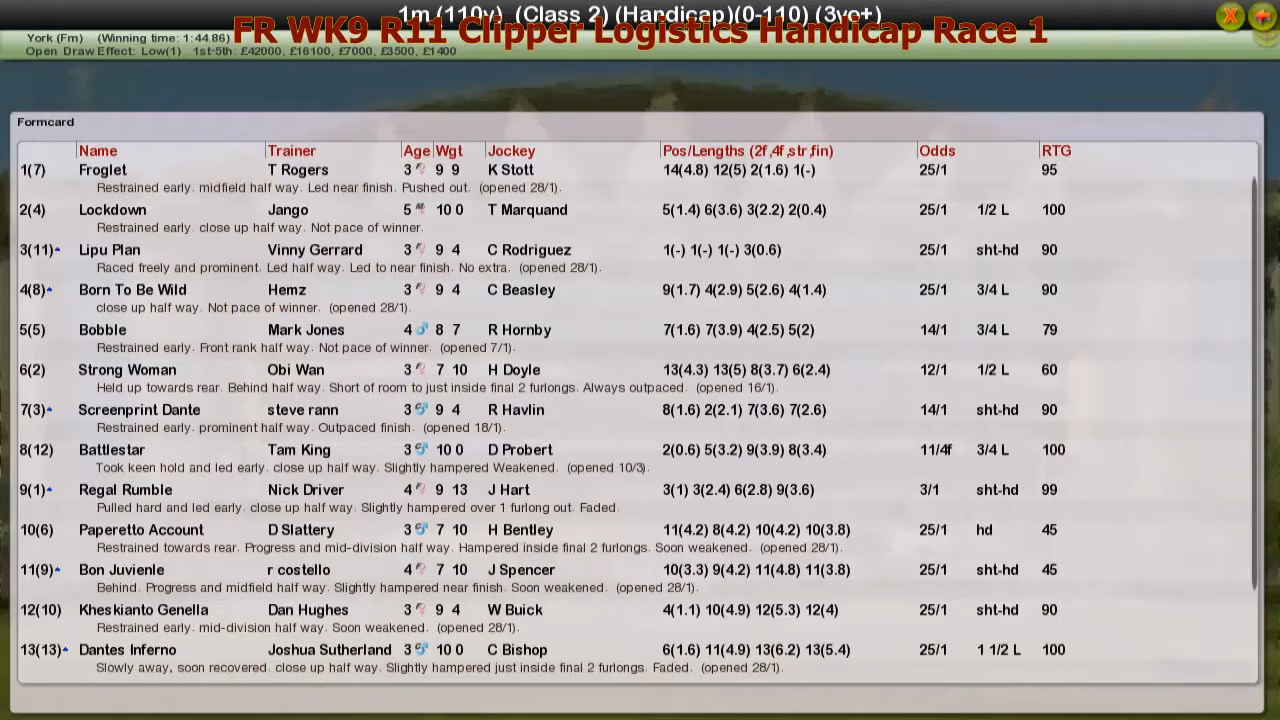 1m (110y) (Class 2) (Handicap)(0-110) (3yo+)
FR WK9 R11 Clipper Logistics Handicap Race 1
York (Fm) (Winning time: 1:44.86)
Open Draw Effect: Low(1) 1st-5th: £42000, £16100, £7000, £3500, £1400
Formcard
Name Trainer Age Wgt Jockey Pos/Lengths (2f,4f,str,fin) Odds RTG
1(7) Froglet T Rogers 3 9 9 K Stott 14(4.8) 12(5) 2(1.6) 1(-) 25/1 95
Restrained early. midfield half way. Led near finish. Pushed out. (opened 28/1).
2(4) Lockdown Jango 5 10 0 T Marquand 5(1.4) 6(3.6) 3(2.2) 2(0.4) 25/1 1/2 L 100
Restrained early. close up half way. Not pace of winner.
3(11) Lipu Plan Vinny Gerrard 3 9 4 C Rodriguez 1(-) 1(-) 1(-) 3(0.6) 25/1 sht-hd 90
Raced freely and prominent. Led half way. Led to near finish. No extra. (opened 28/1).
4(8) Born To Be Wild Hemz 3 9 4 C Beasley 9(1.7) 4(2.9) 5(2.6) 4(1.4) 25/1 3/4 L 90
close up half way. Not pace of winner. (opened 28/1).
5(5) Bobble Mark Jones 4 8 7 R Hornby 7(1.6) 7(3.9) 4(2.5) 5(2) 14/1 3/4 L 79
Restrained early. Front rank half way. Not pace of winner. (opened 7/1).
6(2) Strong Woman Obi Wan 3 7 10 H Doyle 13(4.3) 13(5) 8(3.7) 6(2.4) 12/1 1/2 L 60
Held up towards rear. Behind half way. Short of room to just inside final 2 furlongs. Always outpaced. (opened 16/1).
7(3) Screenprint Dante steve rann 3 9 4 R Havlin 8(1.6) 2(2.1) 7(3.6) 7(2.6) 14/1 sht-hd 90
Restrained early. prominent half way. Outpaced finish. (opened 18/1).
8(12) Battlestar Tam King 3 10 0 D Probert 2(0.6) 5(3.2) 9(3.9) 8(3.4) 11/4f 3/4 L 100
Took keen hold and led early. close up half way. Slightly hampered Weakened. (opened 10/3).
9(1) Regal Rumble Nick Driver 4 9 13 J Hart 3(1) 3(2.4) 6(2.8) 9(3.6) 3/1 sht-hd 99
Pulled hard and led early. close up half way. Slightly hampered over 1 furlong out. Faded.
10(6) Paperetto Account D Slattery 3 7 10 H Bentley 11(4.2) 8(4.2) 10(4.2) 10(3.8) 25/1 hd 45
Restrained towards rear. Progress and mid-division half way. Hampered inside final 2 furlongs. Soon weakened. (opened 28/1).
11(9) Bon Juvienle r costello 4 7 10 J Spencer 10(3.3) 9(4.2) 11(4.8) 11(3.8) 25/1 sht-hd 45
Behind. Progress and midfield half way. Slightly hampered near finish. Soon weakened. (opened 28/1).
12(10) Kheskianto Genella Dan Hughes 3 9 4 W Buick 4(1.1) 10(4.9) 12(5.3) 12(4) 25/1 sht-hd 90
Restrained early. mid-division half way. Soon weakened. (opened 28/1).
13(13) Dantes Inferno Joshua Sutherland 3 10 0 C Bishop 6(1.6) 11(4.9) 13(6.2) 13(5.4) 25/1 1 1/2 L 100
Slowly away, soon recovered. close up half way. Slightly hampered just inside final 2 furlongs. Faded. (opened 28/1).